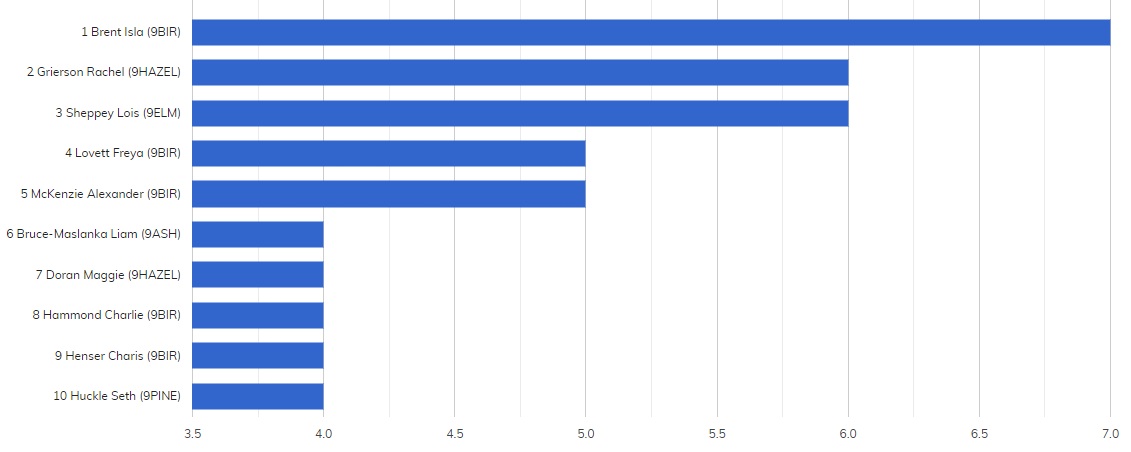 1 Brent Isla (9BIR)
2 Grierson Rachel (9HAZEL)
3 Sheppey Lois (9ELM)
4 Lovett Freya (9BIR)
5 McKenzie Alexander (9BIR)
6 Bruce-Maslanka Liam (9ASH)
7 Doran Maggie (9HAZEL)
8 Hammond Charlie (9BIR)
9 Henser Charis (9BIR)
10 Huckle Seth (9PINE)
3.5 4.0 4.5 5.0 5.5 6.0 6.5 7.0